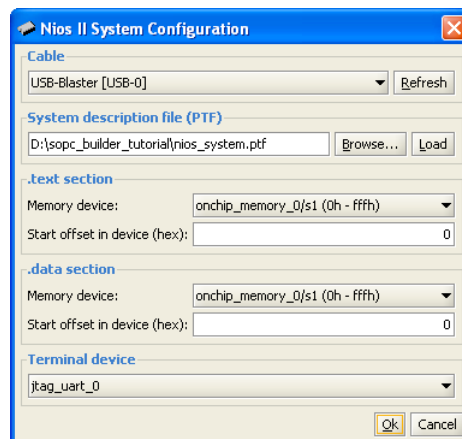 Nios II System Configuration
Cable
USB-Blaster [USB-0] Refresh
System description file (PTF)
D:\sopc_builder_tutorial\nios_system.ptf Browse... Load
.text section
Memory device: onchip_memory_0/s1 (0h - fffh)
Start offset in device (hex): 0
.data section
Memory device: onchip_memory_0/s1 (0h - fffh)
Start offset in device (hex): 0
Terminal device
jtag_uart_0
Ok Cancel